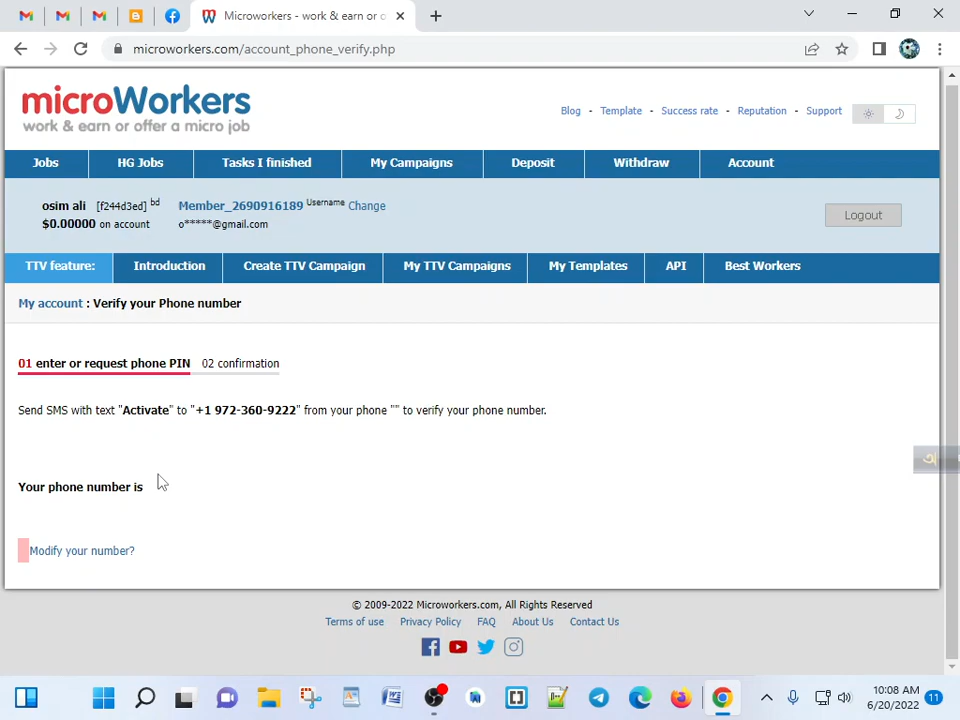 Microworkers - work & earn or o
microworkers.com/account_phone_verify.php
microWorkers
work & earn or offer a micro job
Blog - Template - Success rate - Reputation - Support
Jobs HG Jobs Tasks I finished My Campaigns Deposit Withdraw Account
osim ali [f244d3ed] bd Member_2690916189 Username Change
$0.00000 on account o*****@gmail.com
Logout
TTV feature: Introduction Create TTV Campaign My TTV Campaigns My Templates API Best Workers
My account : Verify your Phone number
01 enter or request phone PIN 02 confirmation
Send SMS with text "Activate" to "+1 972-360-9222" from your phone "" to verify your phone number.
অ
Your phone number is
Modify your number?
© 2009-2022 Microworkers.com, All Rights Reserved
Terms of use Privacy Policy FAQ About Us Contact Us
10:08 AM
6/20/2022
11